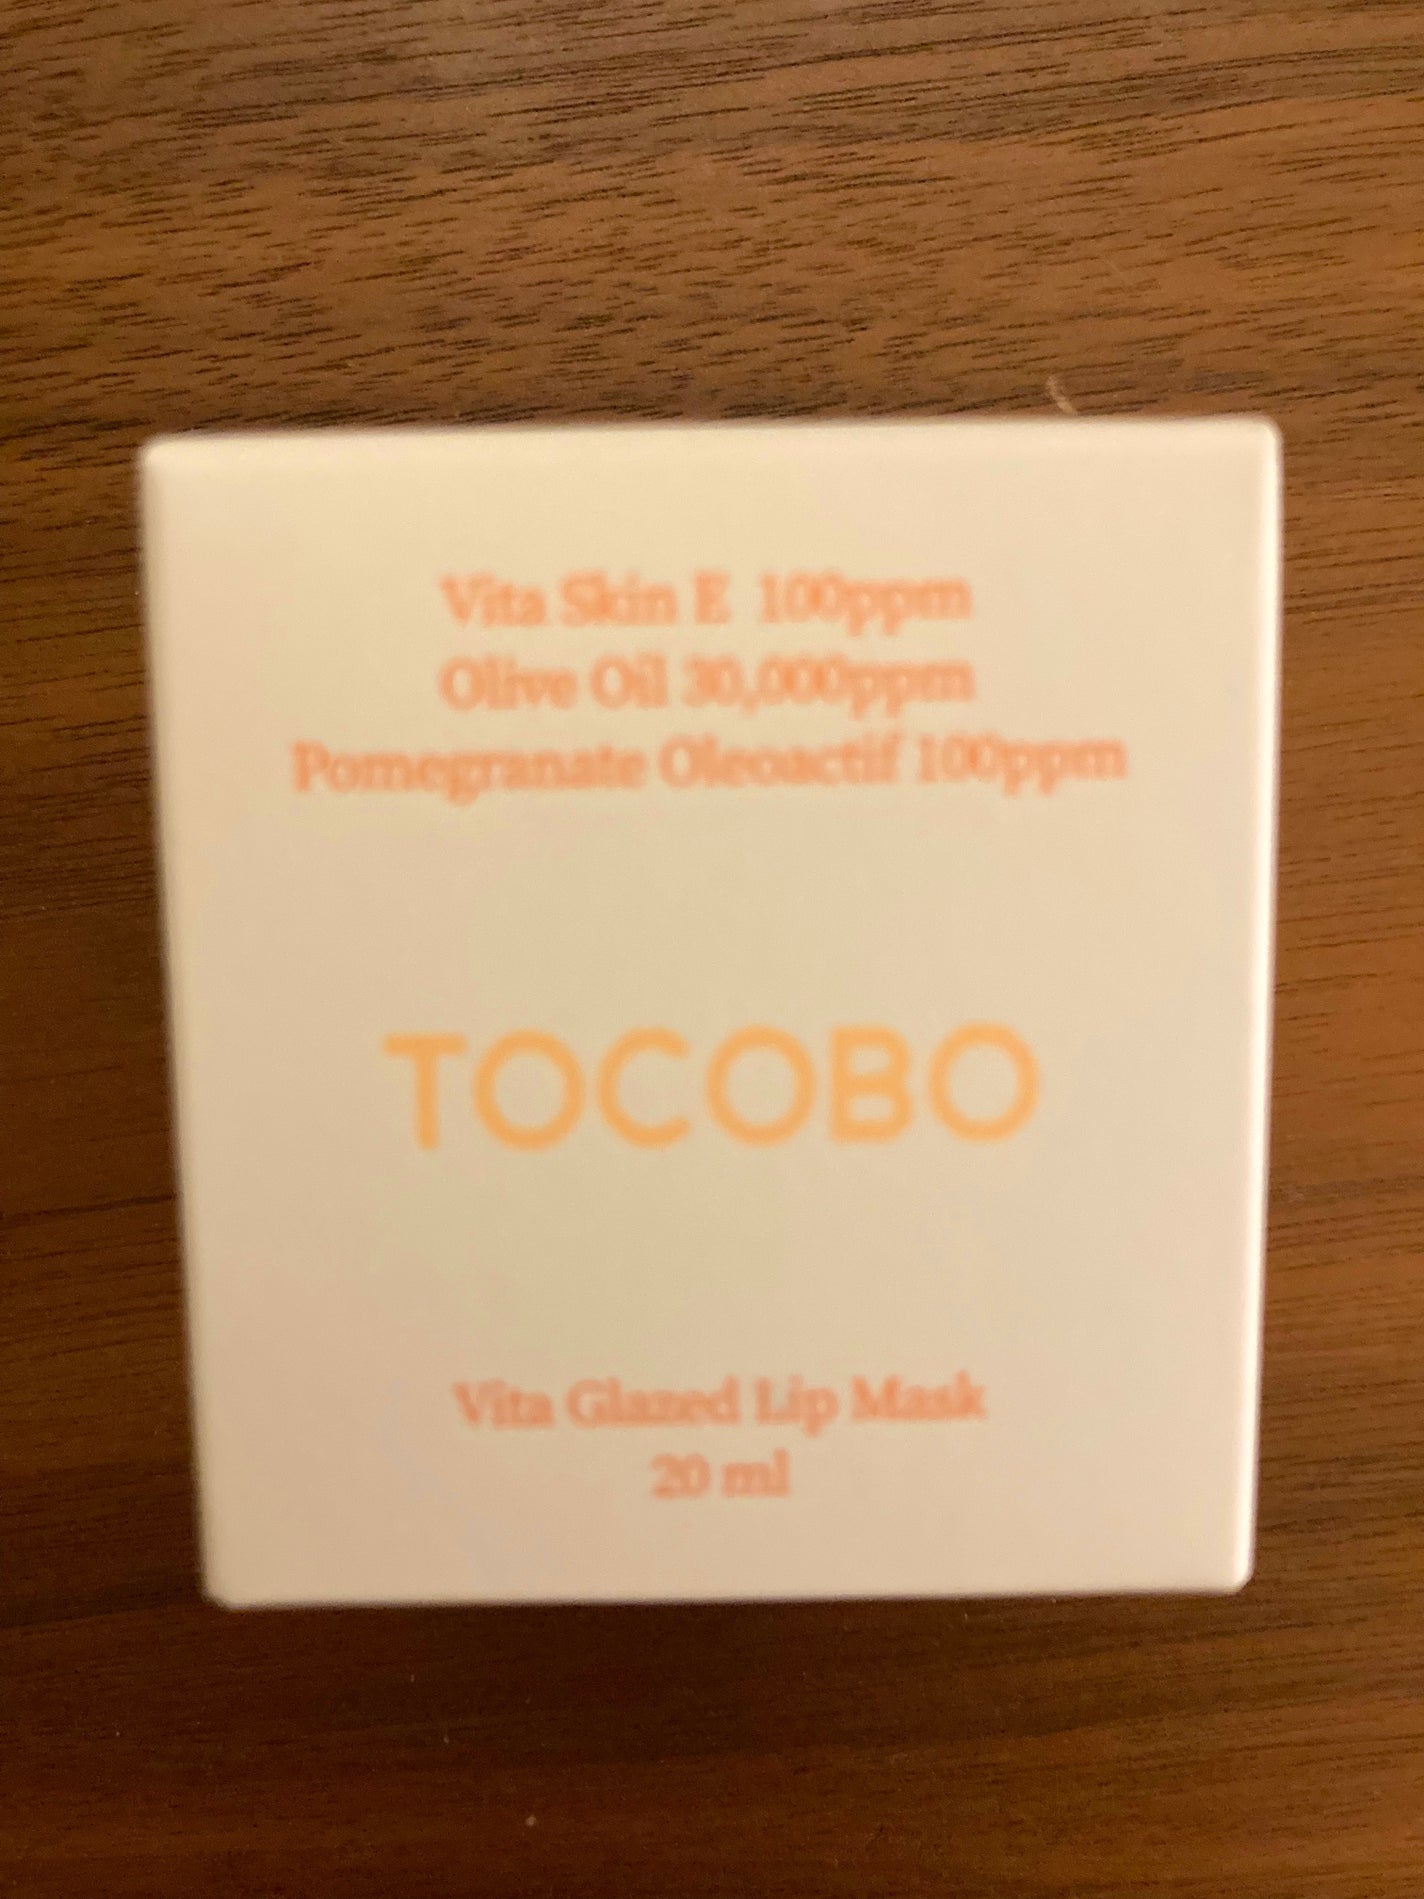 Vita Skin E 100ppm
Olive Oil 30,000ppm
Pomegranate Oleoactif 100ppm
TOCOBO
Vita Glazed Lip Mask
20 ml